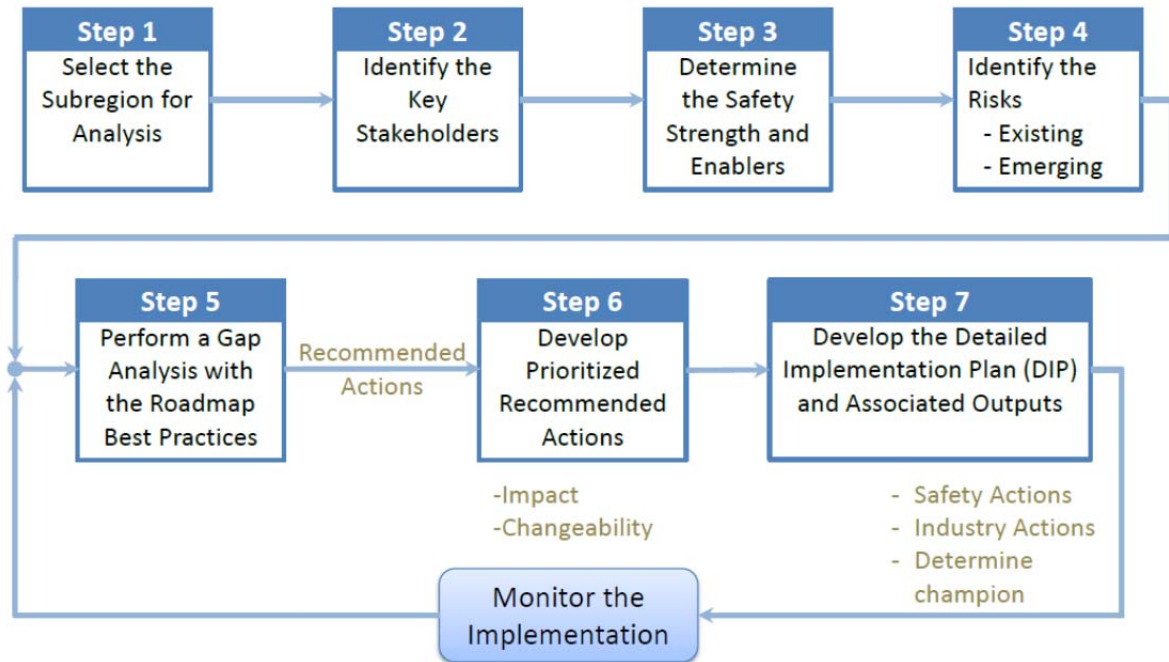 Step 1
Select the
Subregion for
Analysis
Step 2
Identify the
Key
Stakeholders
Step 3
Determine
the Safety
Strength and
Enablers
Step 4
Identify the
Risks
- Existing
- Emerging
Step 5
Perform a Gap
Analysis with
the Roadmap
Best Practices
Recommended
Actions
Step 6
Develop
Prioritized
Recommended
Actions
-Impact
-Changeability
Step 7
Develop the Detailed
Implementation Plan (DIP)
and Associated Outputs
- Safety Actions
- Industry Actions
- Determine
champion
Monitor the
Implementation